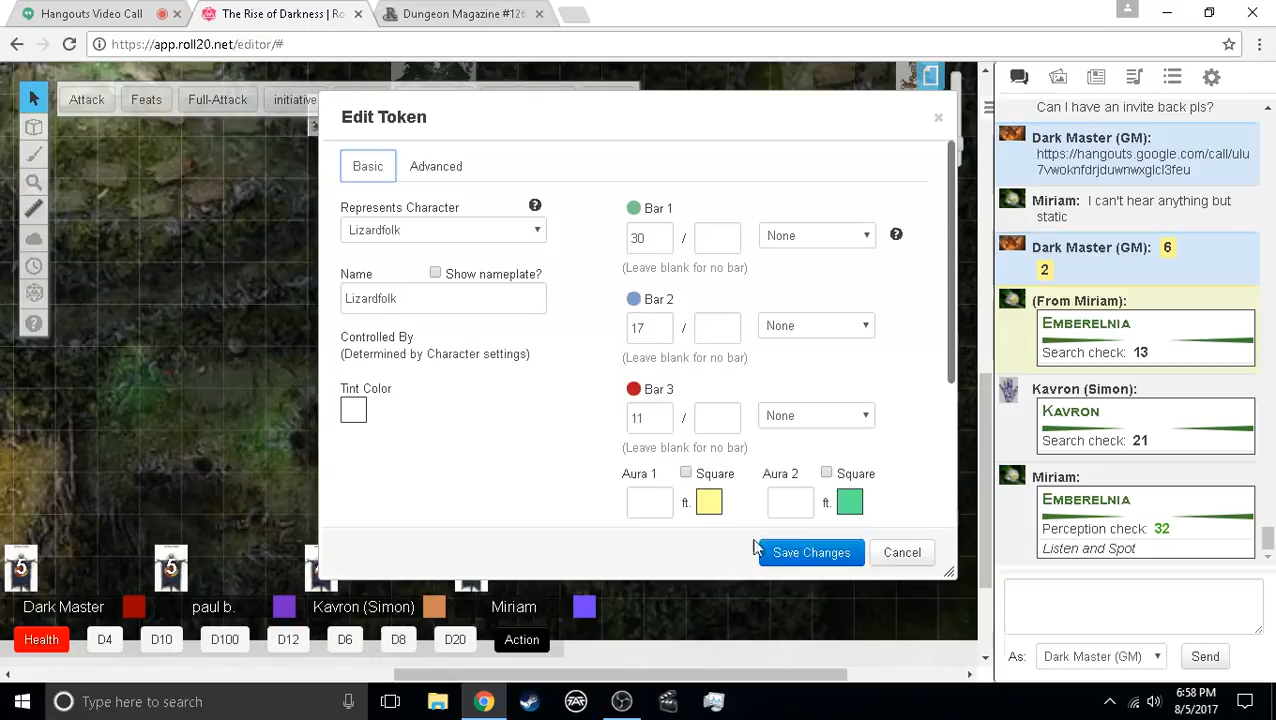 Hangouts Video Call
The Rise of Darkness | Ro
Dungeon Magazine #126
https://app.roll20.net/editor/#
Attack
Feats
Full-Attack
initiative
Edit Token
×
Basic
Advanced
Represents Character
Lizardfolk
Name
Show nameplate?
Lizardfolk
Controlled By
(Determined by Character settings)
Tint Color
Bar 1
30 /
None
(Leave blank for no bar)
Bar 2
17 /
None
(Leave blank for no bar)
Bar 3
11 /
None
(Leave blank for no bar)
Aura 1
Square
Aura 2
Square
ft.
ft.
Save Changes
Cancel
5
5
Dark Master
paul b.
Kavron (Simon)
Miriam
Health
D4
D10
D100
D12
D6
D8
D20
Action
Can I have an invite back pls?
Dark Master (GM):
https://hangouts.google.com/call/ulu
7vwoknfdrjduwnwxgicl3feu
Miriam: I can't hear anything but
static
Dark Master (GM): 6
2
(From Miriam):
EMBERELNIA
Search check: 13
Kavron (Simon):
KAVRON
Search check: 21
Miriam:
EMBERELNIA
Perception check: 32
Listen and Spot
As:
Dark Master (GM)
Send
Type here to search
6:58 PM
8/5/2017